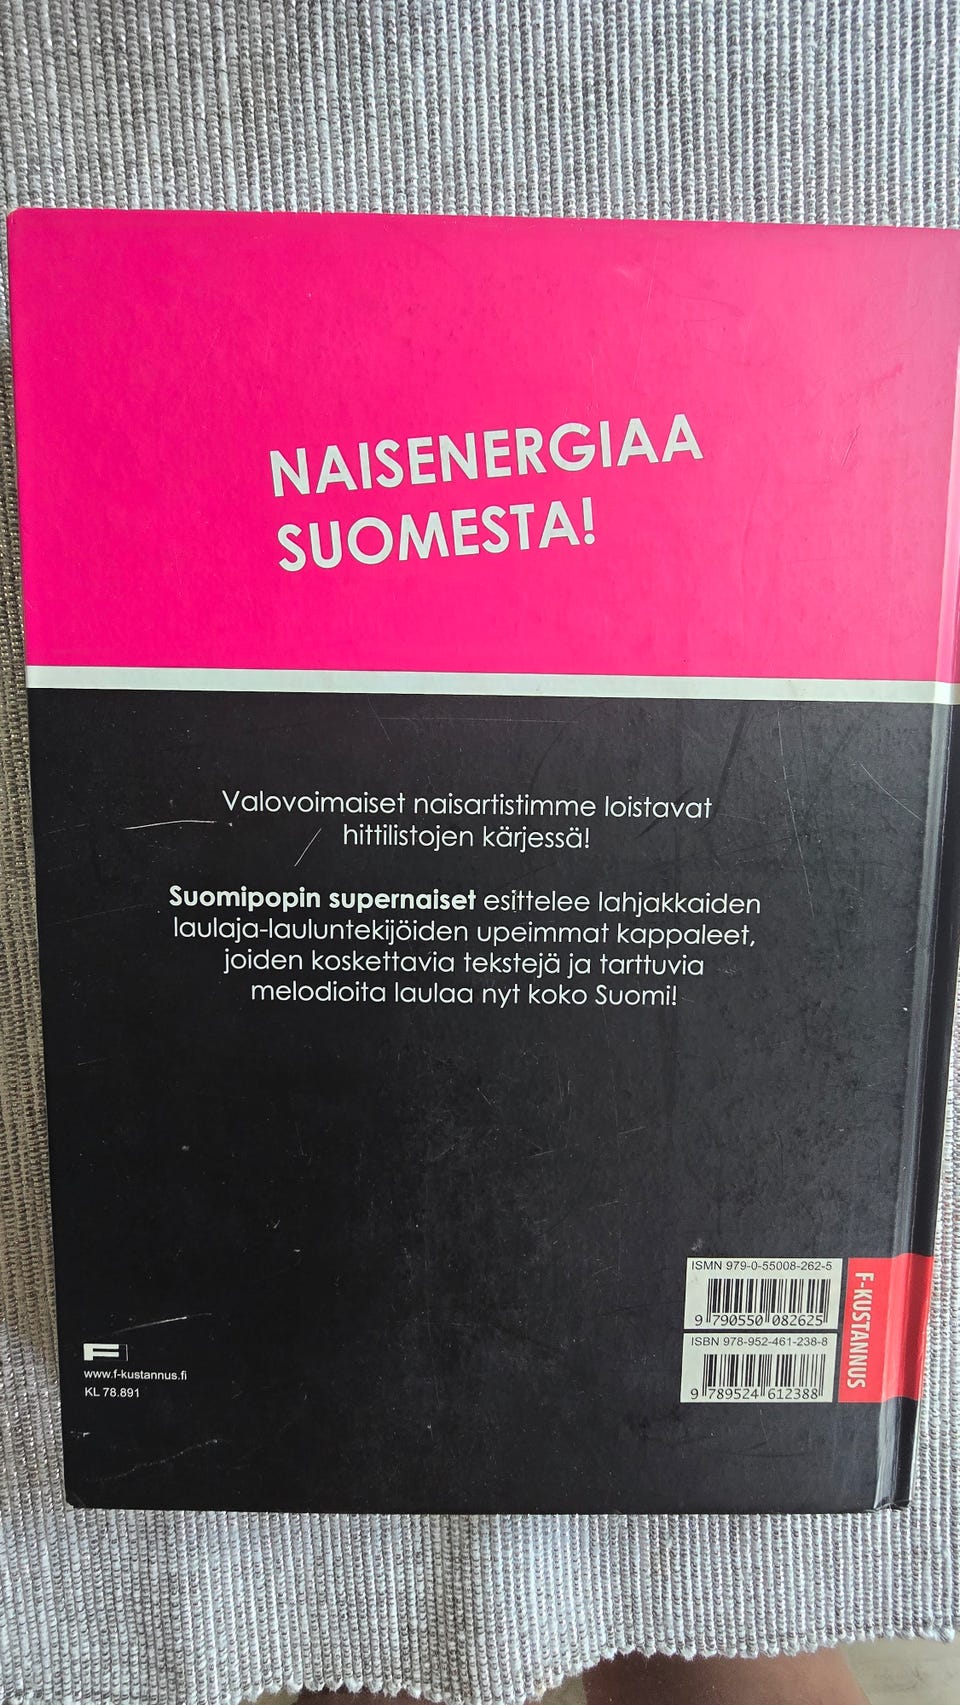 NAISENERGIAA
SUOMESTA!
Valovoimaiset naisartistimme loistavat
hittilistojen kärjessä!
Suomipopin supernaiset esittelee lahjakkaiden
laulaja-lauluntekijöiden upeimmat kappaleet,
joiden koskettavia tekstejä ja tarttuvia
melodioita laulaa nyt koko Suomi!
ISMN 979-0-55008-262-5
9 790550 082625
ISBN 978-952-461-238-8
9 789524 612388
F-KUSTANNUS
F
www.f-kustannus.fi
KL 78.891